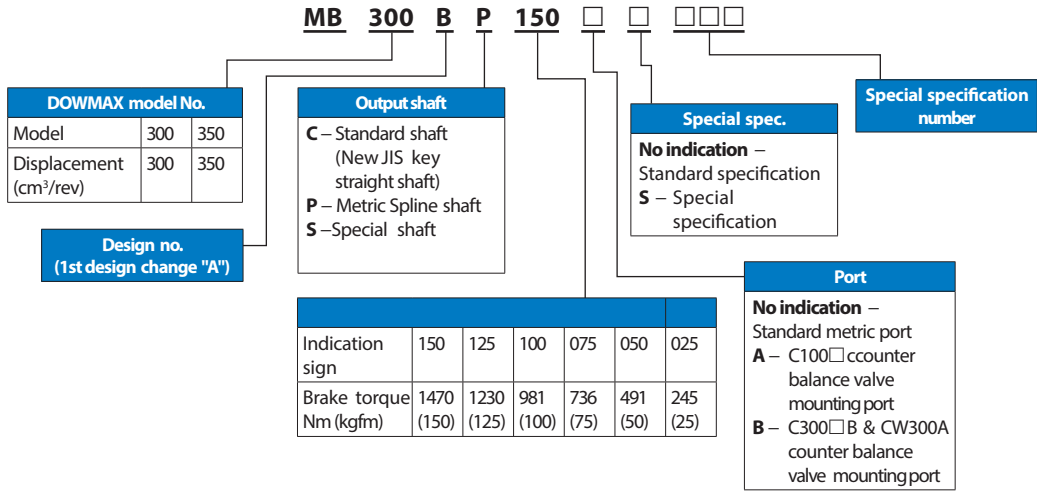 MB 300 B P 150 □ □ □□□
DOWMAX model No.
Model 300 350
Displacement 300 350
(cm³/rev)
Design no.
(1st design change "A")
Output shaft
C – Standard shaft
(New JIS key
straight shaft)
P – Metric Spline shaft
S –Special shaft
Indication 150 125 100 075 050 025
sign
Brake torque 1470 1230 981 736 491 245
Nm (kgfm) (150) (125) (100) (75) (50) (25)
Special spec.
No indication –
Standard specification
S – Special
specification
Special specification
number
Port
No indication –
Standard metric port
A – C100□ ccounter
balance valve
mounting port
B – C300□B & CW300A
counter balance
valve mounting port